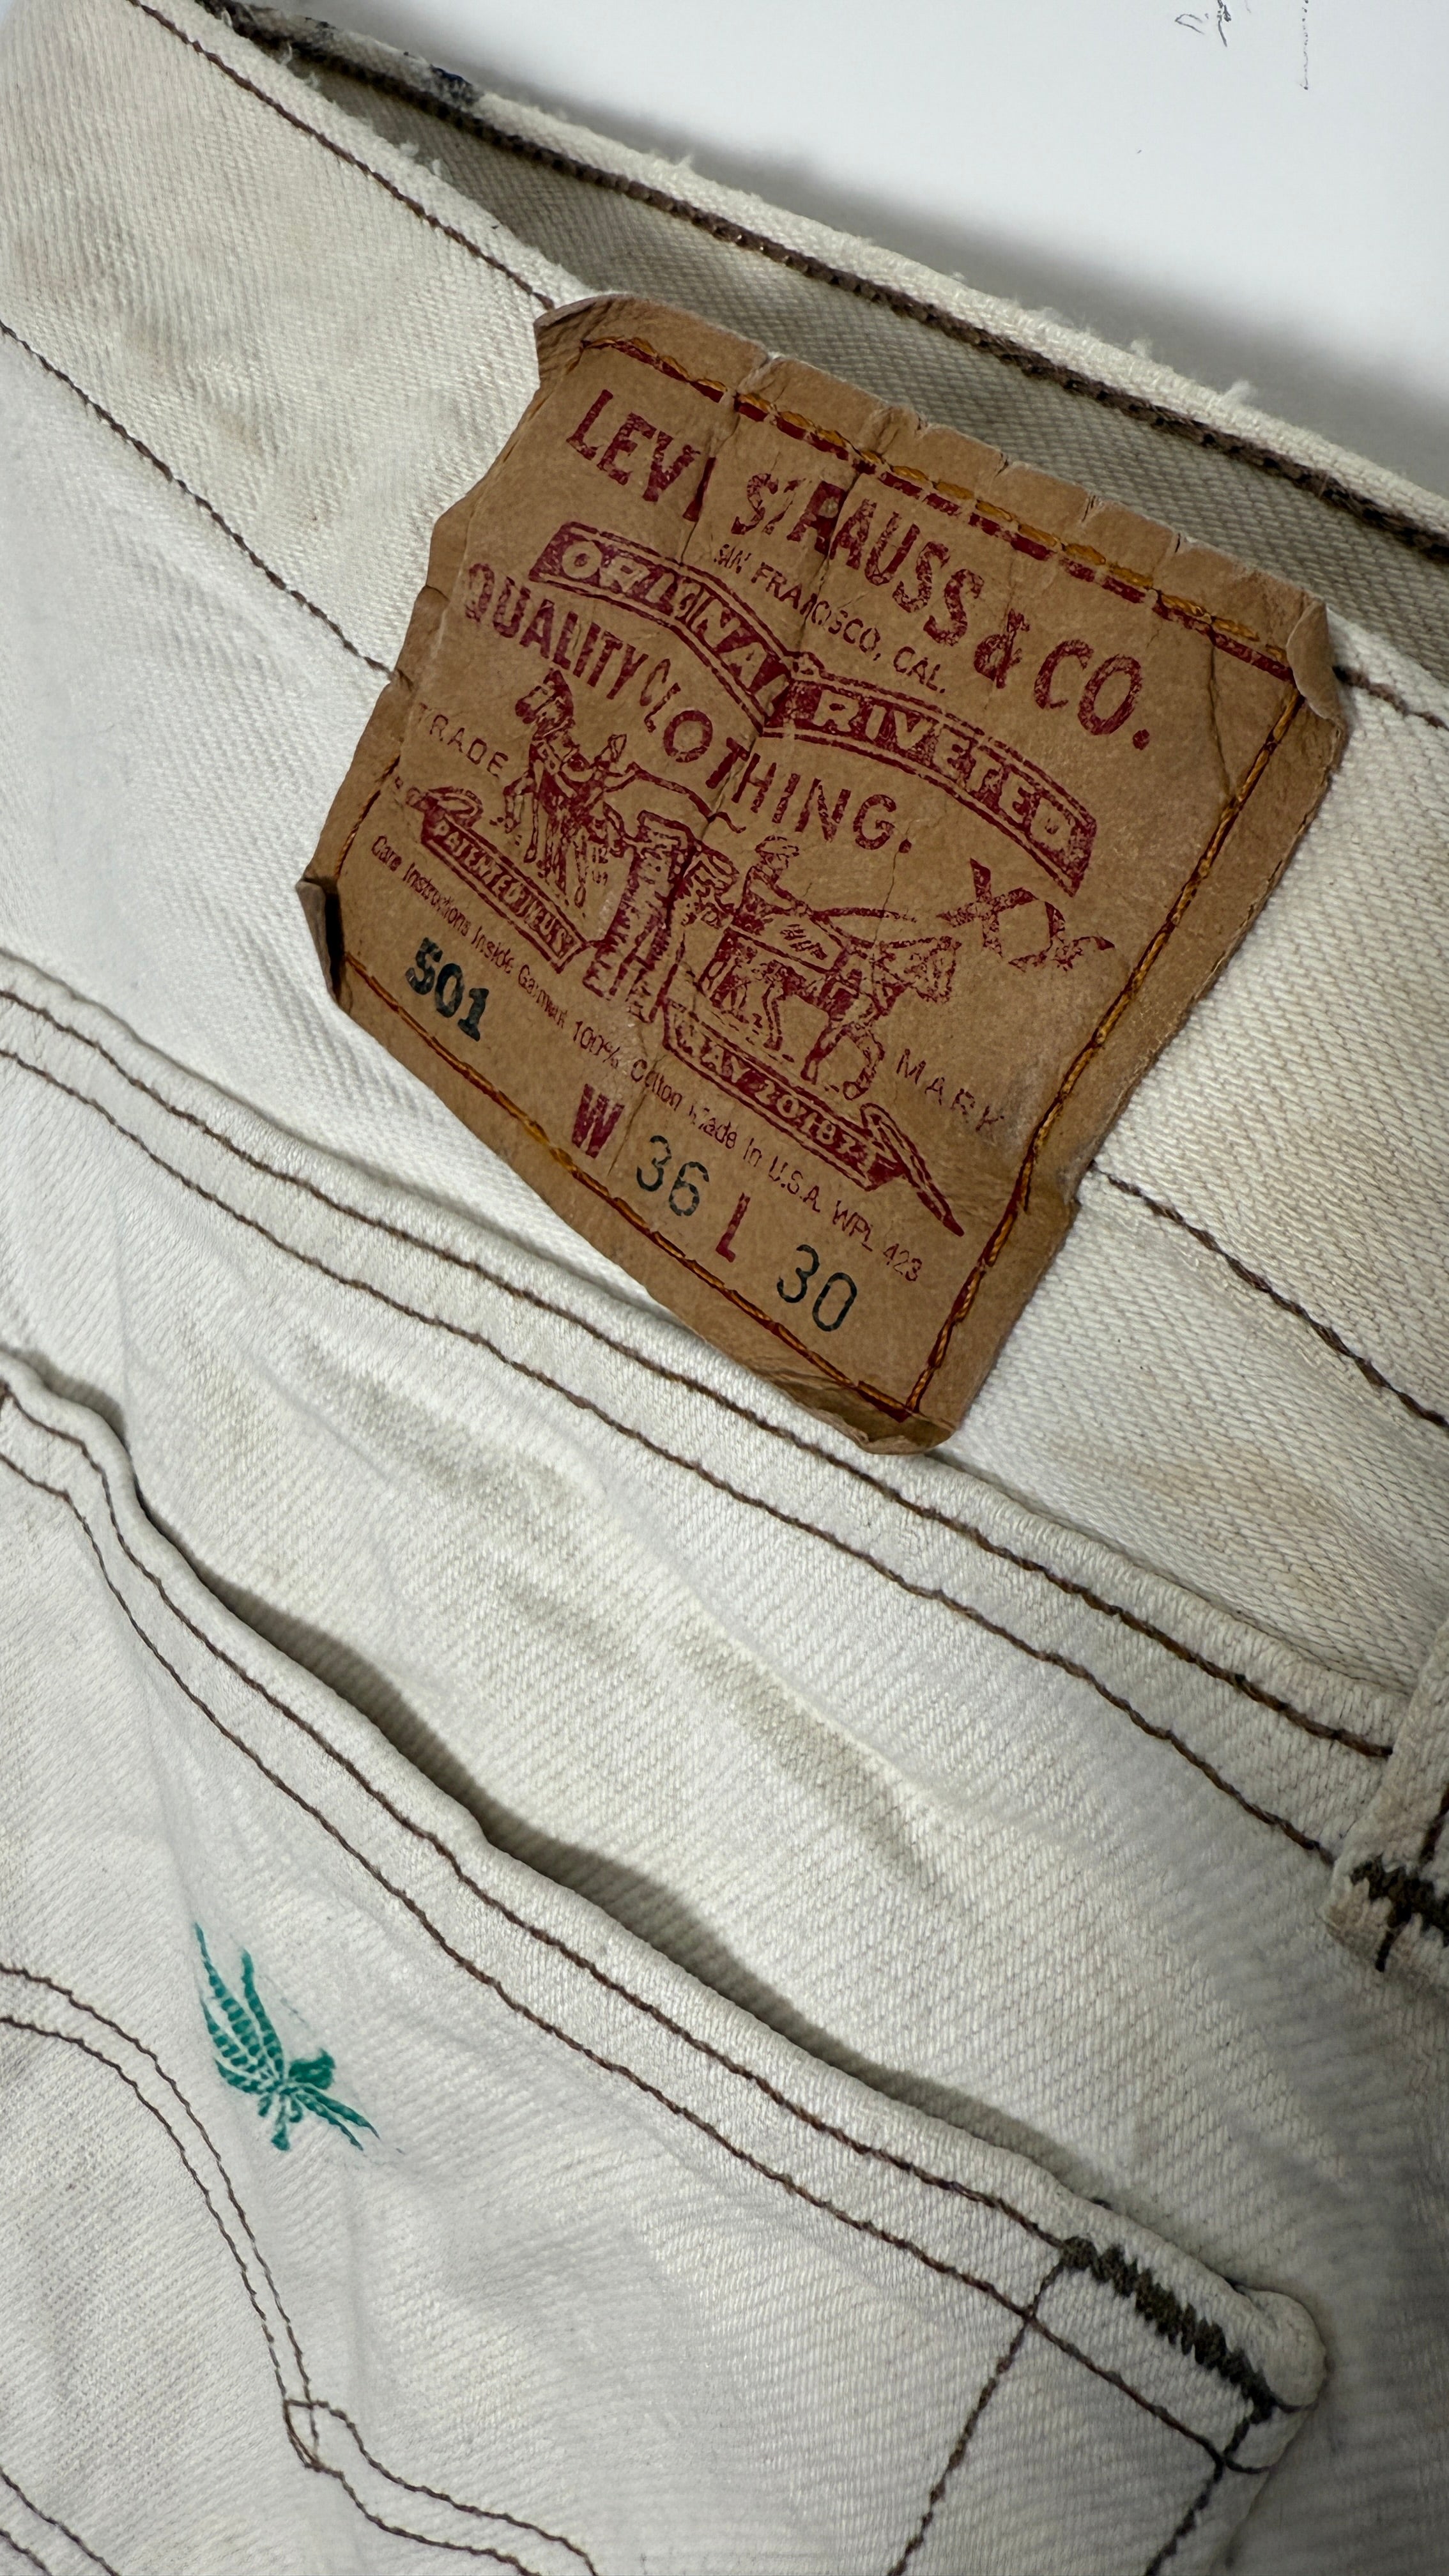 LEVI STRAUSS & CO.
SAN FRANCISCO, CAL.
ORIGINAL RIVETED
QUALITY CLOTHING.
XX
TRADE MARK
PATENTED IN U.S. MAY 20 1873
Care Instructions Inside Garment 100% Cotton Made in U.S.A. WPL 423
501
W 36 L 30